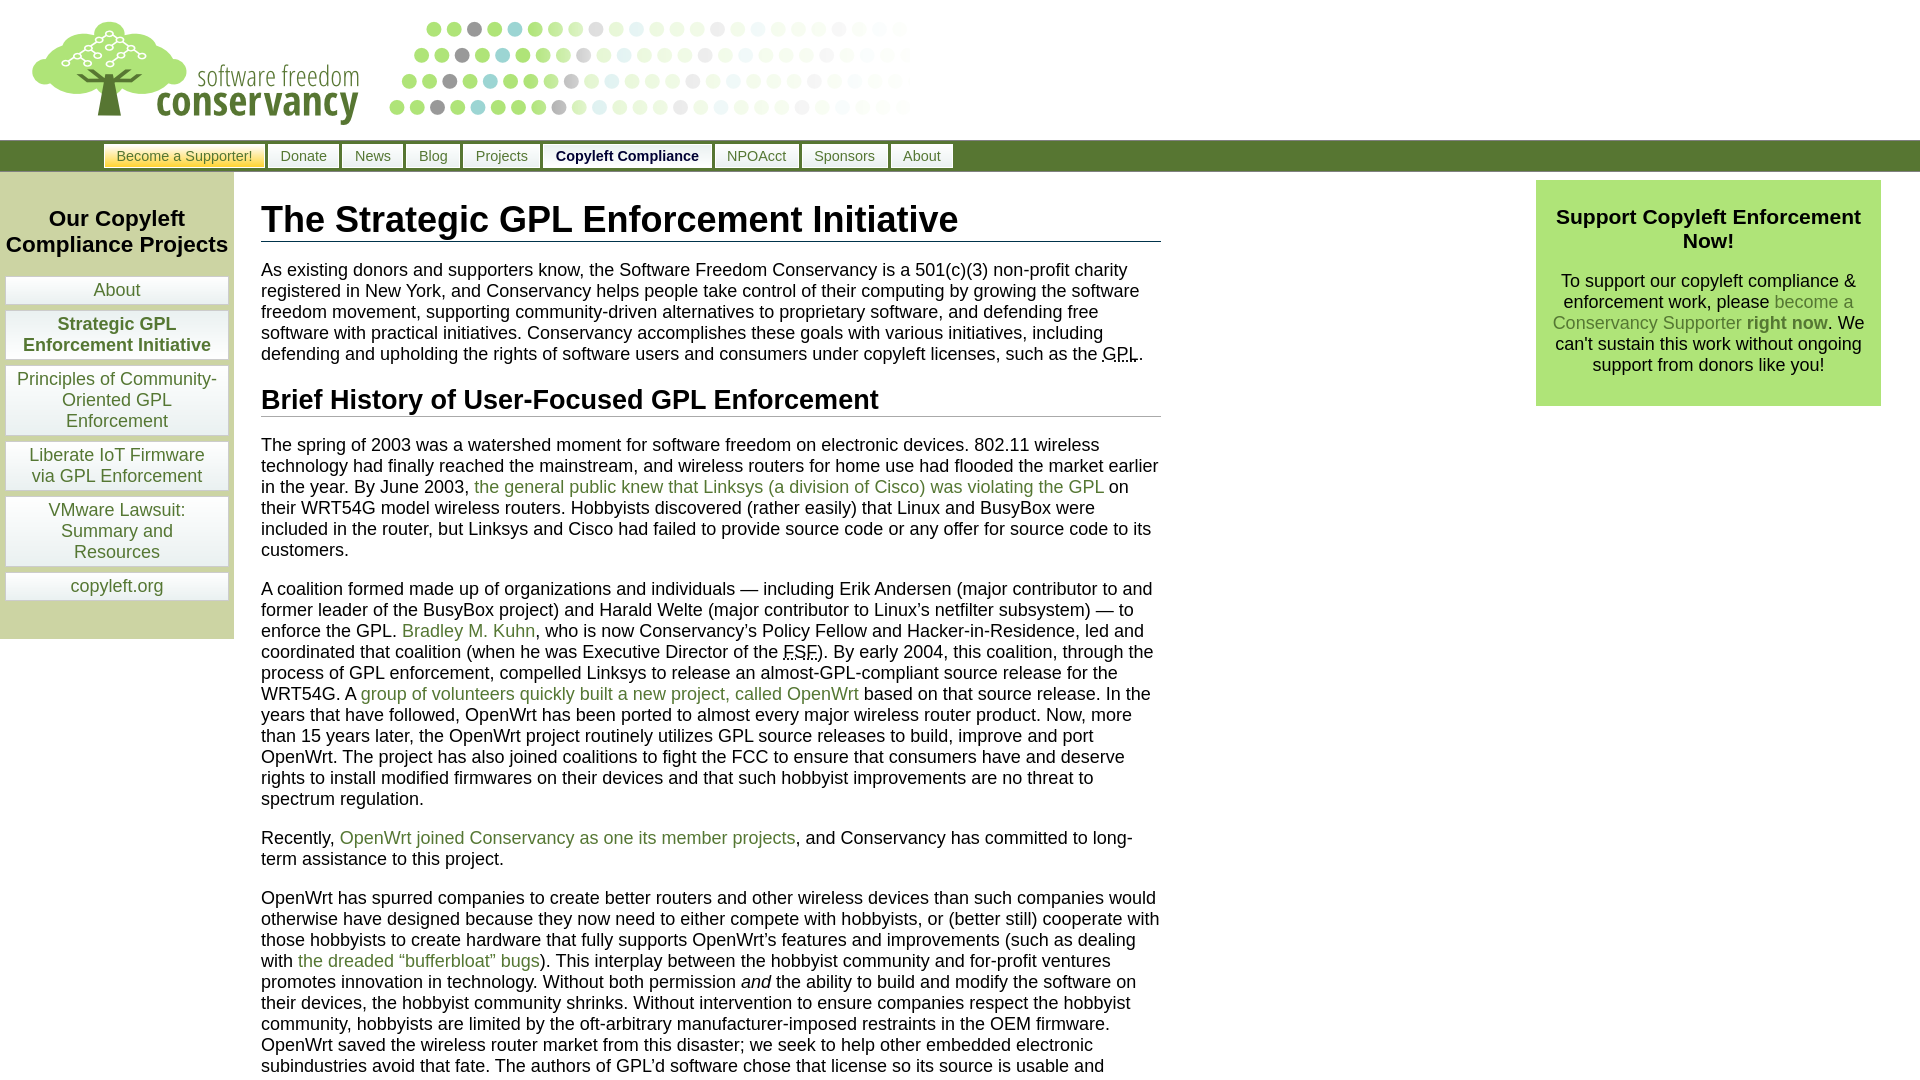 software freedom
conservancy
Become a Supporter!
Donate
News
Blog
Projects
Copyleft Compliance
NPOAcct
Sponsors
About
Our Copyleft
Compliance Projects
About
Strategic GPL
Enforcement Initiative
Principles of Community-
Oriented GPL
Enforcement
Liberate IoT Firmware
via GPL Enforcement
VMware Lawsuit:
Summary and
Resources
copyleft.org
The Strategic GPL Enforcement Initiative
As existing donors and supporters know, the Software Freedom Conservancy is a 501(c)(3) non-profit charity
registered in New York, and Conservancy helps people take control of their computing by growing the software
freedom movement, supporting community-driven alternatives to proprietary software, and defending free
software with practical initiatives. Conservancy accomplishes these goals with various initiatives, including
defending and upholding the rights of software users and consumers under copyleft licenses, such as the GPL.
Brief History of User-Focused GPL Enforcement
The spring of 2003 was a watershed moment for software freedom on electronic devices. 802.11 wireless
technology had finally reached the mainstream, and wireless routers for home use had flooded the market earlier
in the year. By June 2003, the general public knew that Linksys (a division of Cisco) was violating the GPL on
their WRT54G model wireless routers. Hobbyists discovered (rather easily) that Linux and BusyBox were
included in the router, but Linksys and Cisco had failed to provide source code or any offer for source code to its
customers.
A coalition formed made up of organizations and individuals — including Erik Andersen (major contributor to and
former leader of the BusyBox project) and Harald Welte (major contributor to Linux’s netfilter subsystem) — to
enforce the GPL. Bradley M. Kuhn, who is now Conservancy’s Policy Fellow and Hacker-in-Residence, led and
coordinated that coalition (when he was Executive Director of the FSF). By early 2004, this coalition, through the
process of GPL enforcement, compelled Linksys to release an almost-GPL-compliant source release for the
WRT54G. A group of volunteers quickly built a new project, called OpenWrt based on that source release. In the
years that have followed, OpenWrt has been ported to almost every major wireless router product. Now, more
than 15 years later, the OpenWrt project routinely utilizes GPL source releases to build, improve and port
OpenWrt. The project has also joined coalitions to fight the FCC to ensure that consumers have and deserve
rights to install modified firmwares on their devices and that such hobbyist improvements are no threat to
spectrum regulation.
Recently, OpenWrt joined Conservancy as one its member projects, and Conservancy has committed to long-
term assistance to this project.
OpenWrt has spurred companies to create better routers and other wireless devices than such companies would
otherwise have designed because they now need to either compete with hobbyists, or (better still) cooperate with
those hobbyists to create hardware that fully supports OpenWrt’s features and improvements (such as dealing
with the dreaded “bufferbloat” bugs). This interplay between the hobbyist community and for-profit ventures
promotes innovation in technology. Without both permission and the ability to build and modify the software on
their devices, the hobbyist community shrinks. Without intervention to ensure companies respect the hobbyist
community, hobbyists are limited by the oft-arbitrary manufacturer-imposed restraints in the OEM firmware.
OpenWrt saved the wireless router market from this disaster; we seek to help other embedded electronic
subindustries avoid that fate. The authors of GPL’d software chose that license so its source is usable and
Support Copyleft Enforcement
Now!
To support our copyleft compliance &
enforcement work, please become a
Conservancy Supporter right now. We
can't sustain this work without ongoing
support from donors like you!